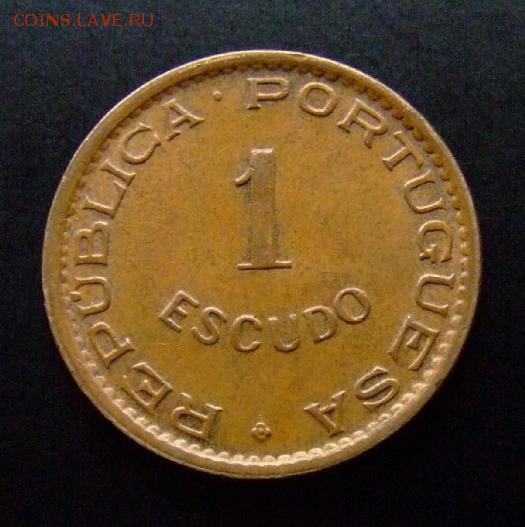 COINS.LAVE.RU
REPÚBLICA · PORTUGUESA
1
ESCUDO